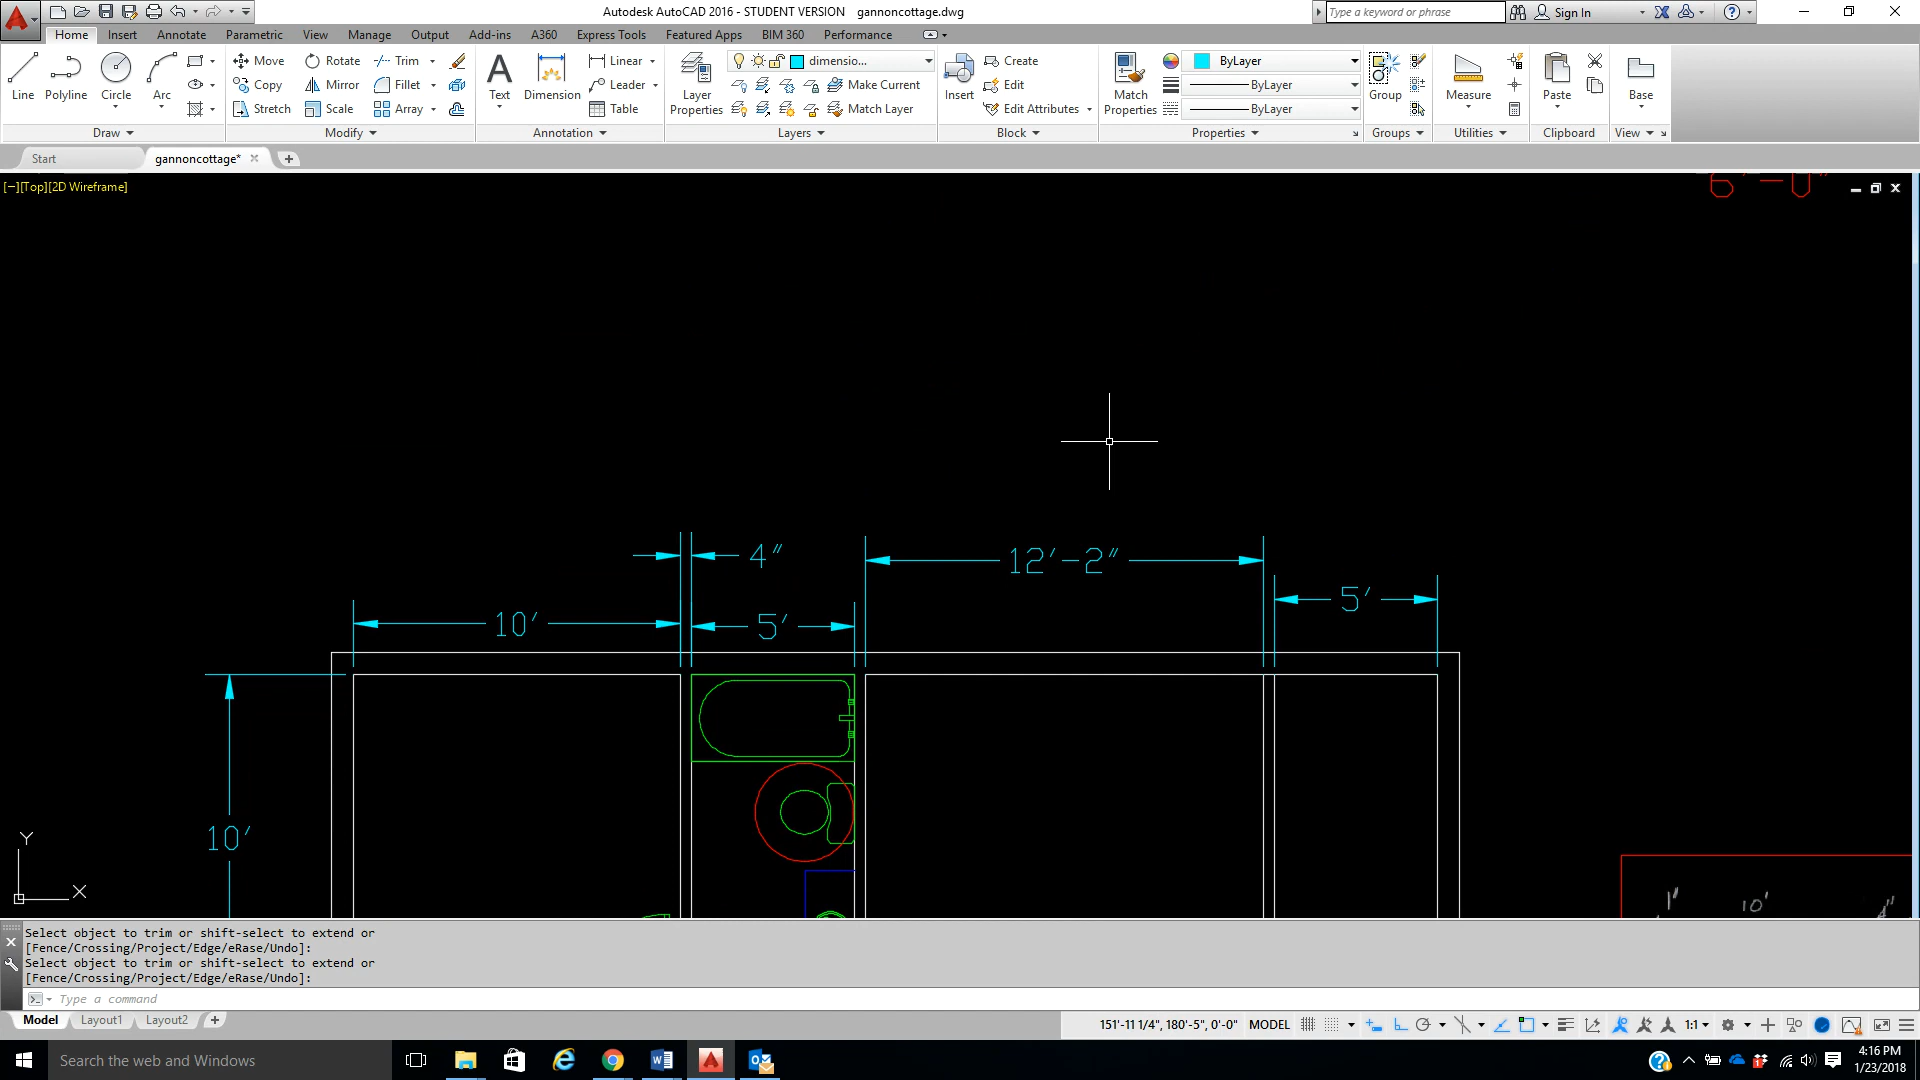 Autodesk AutoCAD 2016 - STUDENT VERSION gannoncottage.dwg
Type a keyword or phrase
Sign In
Home Insert Annotate Parametric View Manage Output Add-ins A360 Express Tools Featured Apps BIM 360 Performance
Line Polyline Circle Arc
Draw
Move Rotate Trim
Copy Mirror Fillet
Stretch Scale Array
Modify
Text Dimension
Linear
Leader
Table
Annotation
Layer Properties
dimensio...
Make Current
Match Layer
Layers
Insert
Create
Edit
Edit Attributes
Block
Match Properties
ByLayer
ByLayer
ByLayer
Properties
Group
Groups
Measure
Utilities
Paste
Clipboard
Base
View
Start gannoncottage*
[−][Top][2D Wireframe]
6'-0"
4"
12'-2"
5'
10'
5'
10'
Y
X
1" 10' 4"
Select object to trim or shift-select to extend or
[Fence/Crossing/Project/Edge/eRase/Undo]:
Select object to trim or shift-select to extend or
[Fence/Crossing/Project/Edge/eRase/Undo]:
Type a command
Model Layout1 Layout2
151'-11 1/4", 180'-5", 0'-0" MODEL 1:1
Search the web and Windows
4:16 PM
1/23/2018